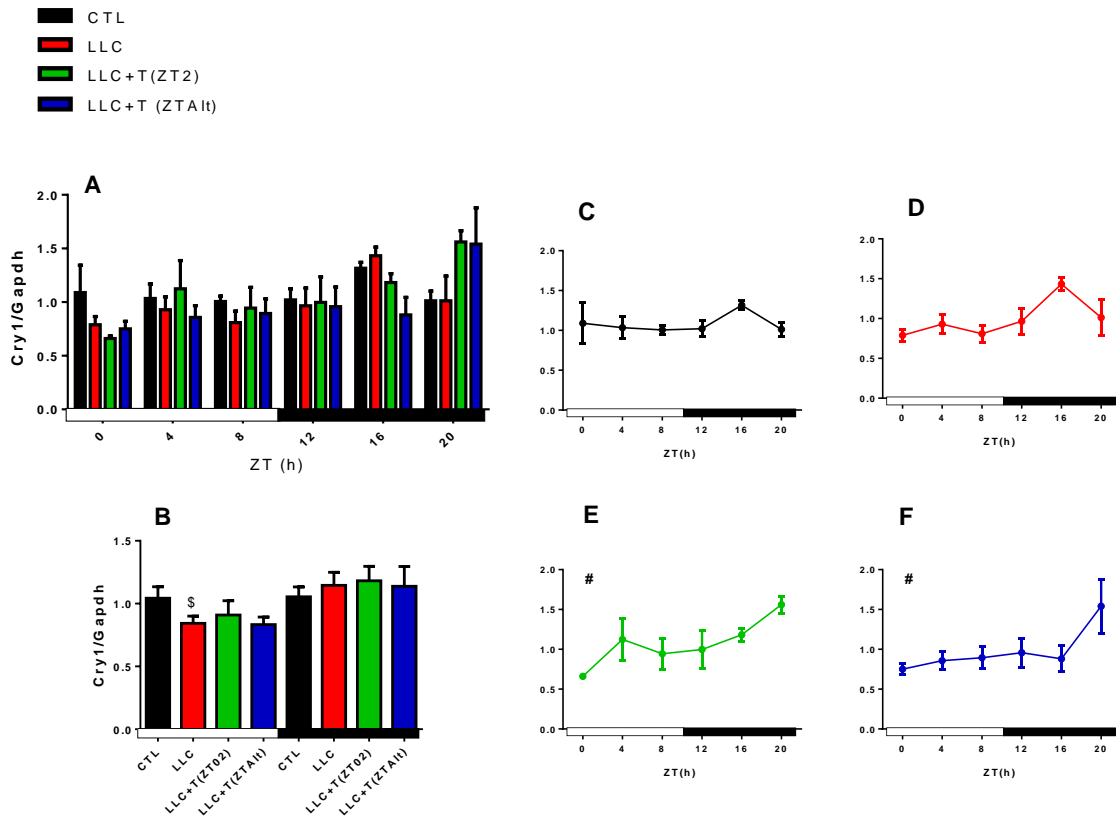 CTL
LLC
LLC+T(ZT2)
LLC+T (ZTAlt)
A
2.0
1.5
1.0
0.5
0.0
Cry1/Gapdh
0 4 8 12 16 20
ZT (h)
B
1.5
1.0
0.5
0.0
Cry1/Gapdh
$
CTL LLC LLC+T(ZT02) LLC+T(ZTAlt) CTL LLC LLC+T(ZT02) LLC+T(ZTAlt)
C
2.0
1.5
1.0
0.5
0.0
0 4 8 12 16 20
ZT(h)
D
2.0
1.5
1.0
0.5
0.0
0 4 8 12 16 20
ZT(h)
E
#
2.0
1.5
1.0
0.5
0.0
0 4 8 12 16 20
ZT(h)
F
#
2.0
1.5
1.0
0.5
0.0
0 4 8 12 16 20
ZT(h)